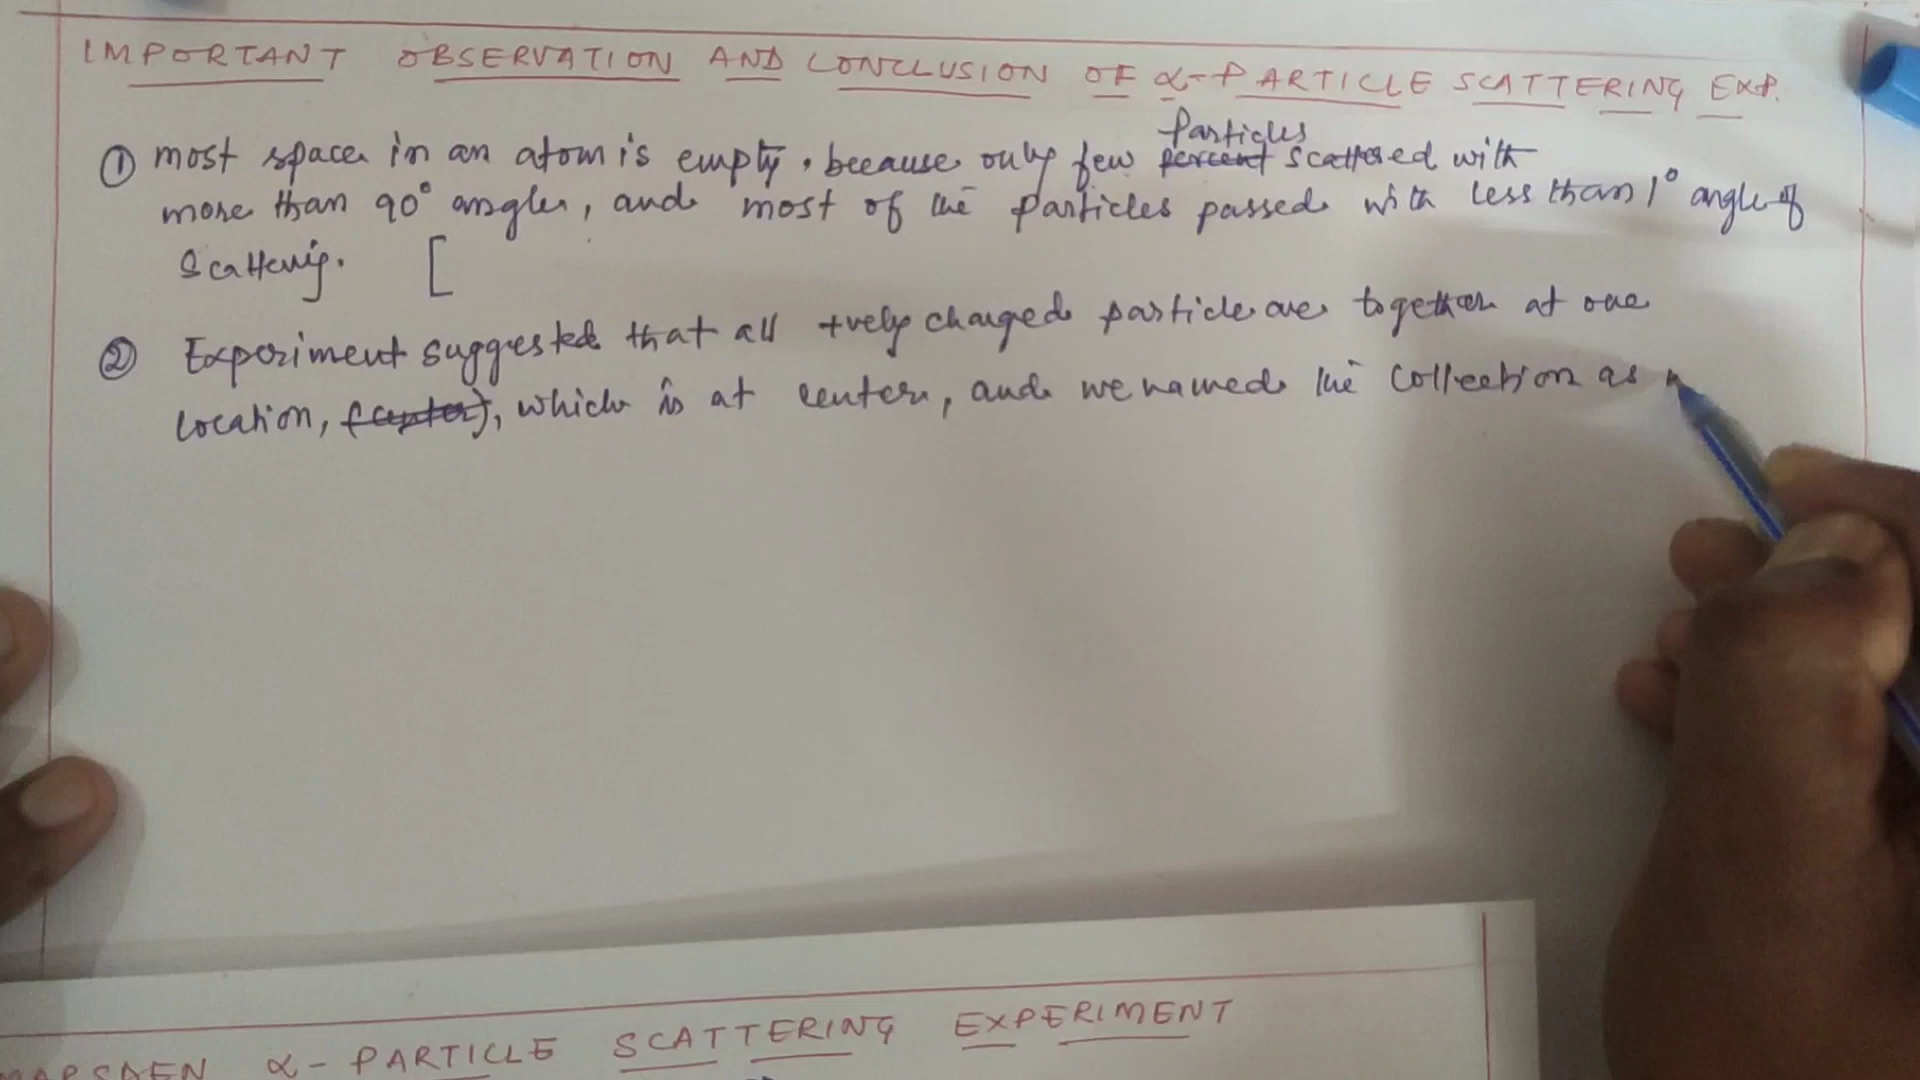 IMPORTANT OBSERVATION AND CONCLUSION OF α-PARTICLE SCATTERING EXP.
Particles
① most space in an atom is empty, because only few percent scattered with
more than 90° angles, and most of the particles passed with less than 1° angle of
Scattering. [
② Experiment suggested that all +vely charged particle are together at one
location, (center), which is at center, and we named the collection as
α-PARTICLE SCATTERING EXPERIMENT